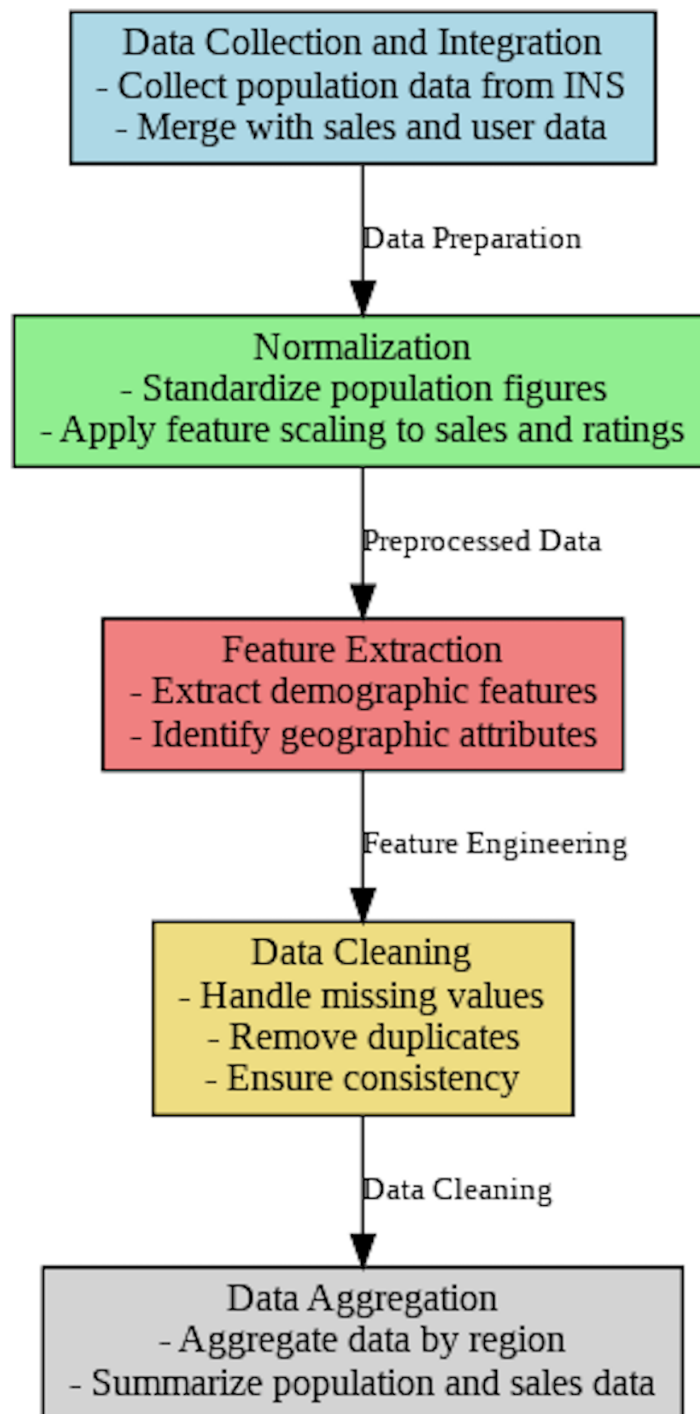 Data Collection and Integration
- Collect population data from INS
- Merge with sales and user data
Data Preparation
Normalization
- Standardize population figures
- Apply feature scaling to sales and ratings
Preprocessed Data
Feature Extraction
- Extract demographic features
- Identify geographic attributes
Feature Engineering
Data Cleaning
- Handle missing values
- Remove duplicates
- Ensure consistency
Data Cleaning
Data Aggregation
- Aggregate data by region
- Summarize population and sales data